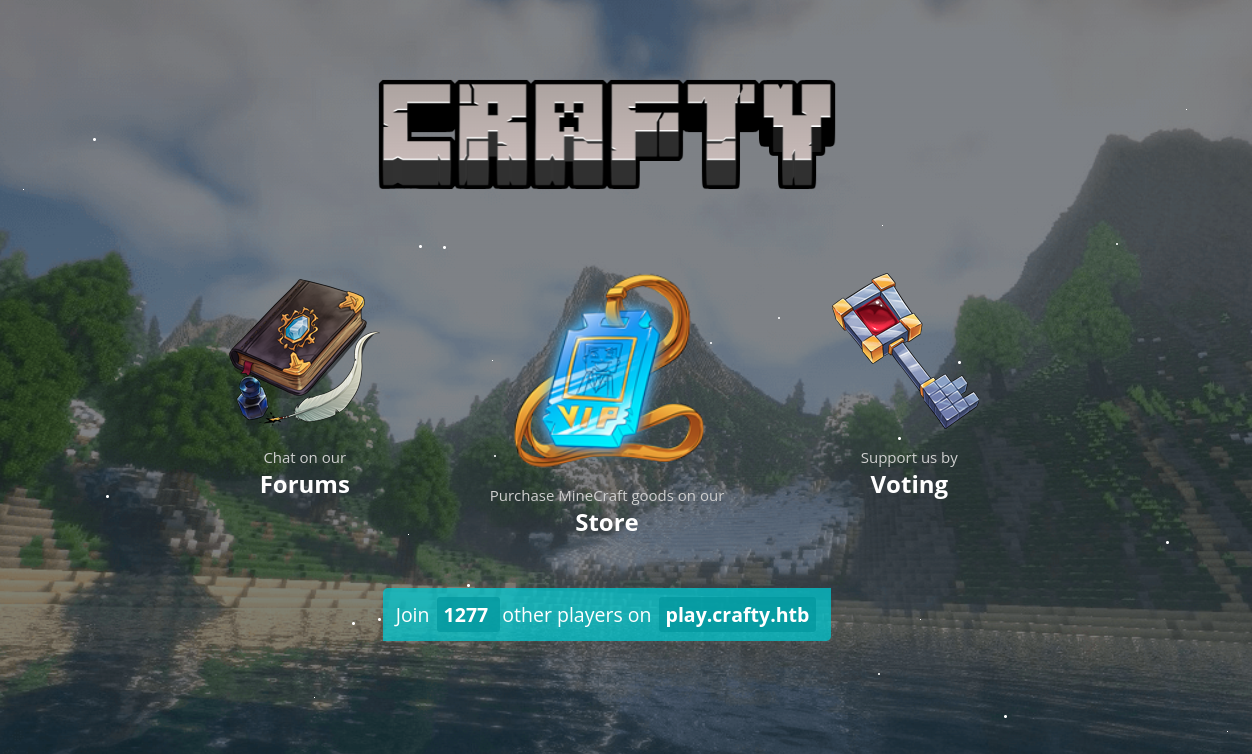 CRAFTY
VIP
Chat on our
Forums
Purchase MineCraft goods on our
Store
Support us by
Voting
Join 1277 other players on play.crafty.htb